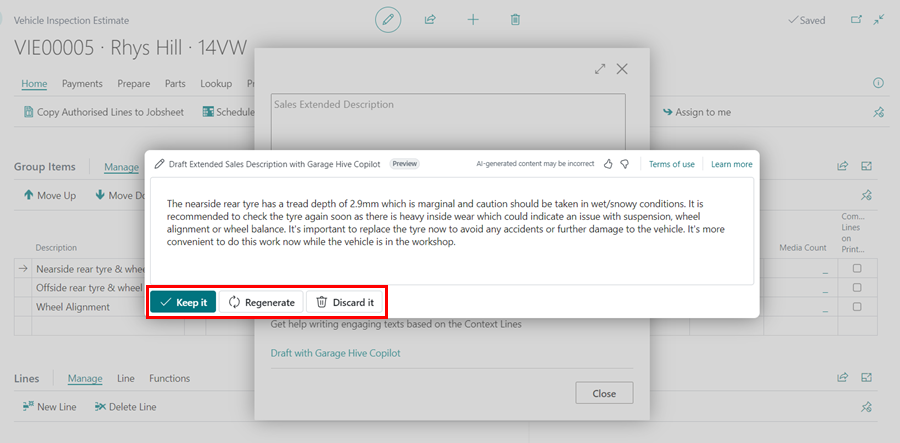 Vehicle Inspection Estimate
Saved
VIE00005 · Rhys Hill · 14VW
Home Payments Prepare Parts Lookup
Copy Authorised Lines to Jobsheet Schedule Assign to me
Sales Extended Description
Group Items Manage
Draft Extended Sales Description with Garage Hive Copilot Preview AI-generated content may be incorrect Terms of use Learn more
Move Up Move Do
The nearside rear tyre has a tread depth of 2.9mm which is marginal and caution should be taken in wet/snowy conditions. It is
recommended to check the tyre again soon as there is heavy inside wear which could indicate an issue with suspension, wheel
alignment or wheel balance. It's important to replace the tyre now to avoid any accidents or further damage to the vehicle. It's more
convenient to do this work now while the vehicle is in the workshop.
Description Media Count Com... Lines on Print...
Nearside rear tyre & whee
Offside rear tyre & wheel
Wheel Alignment
Keep it Regenerate Discard it
Get help writing engaging texts based on the Context Lines
Draft with Garage Hive Copilot
Lines Manage Line Functions
Close
New Line Delete Line